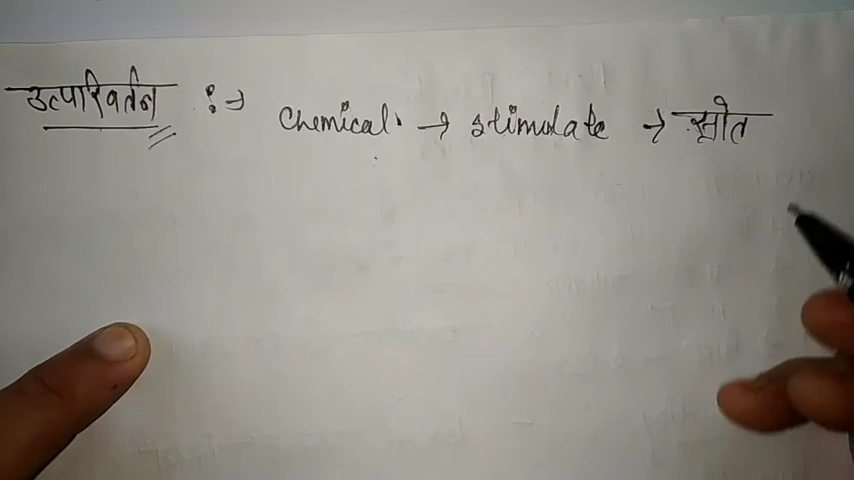 उत्परिवर्तन :→ Chemical → stimulate → स्रोत